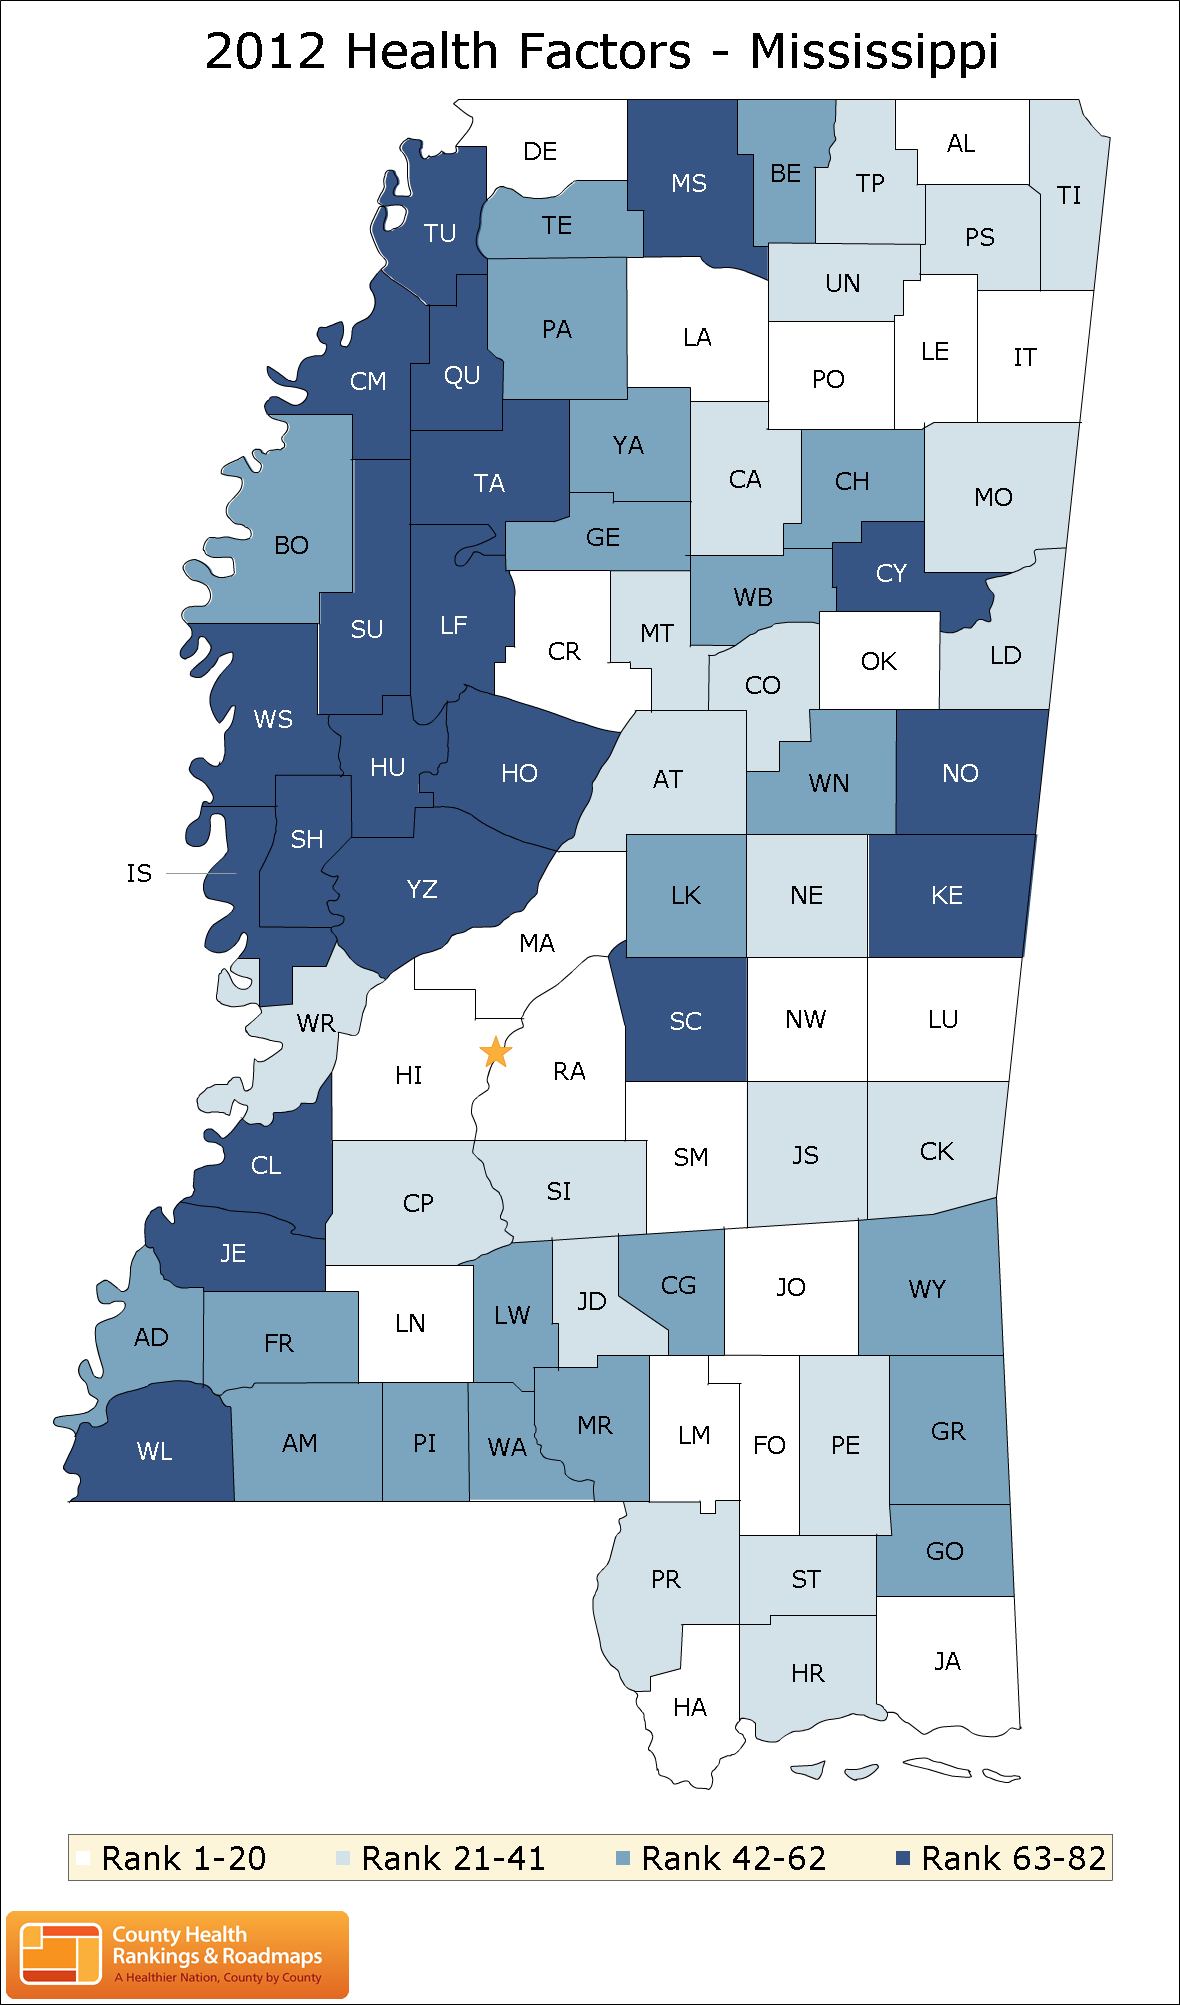 2012 Health Factors - Mississippi
DE
MS
BE
TP
AL
TI
TU
TE
PS
UN
PA
LA
LE
IT
PO
CM
QU
YA
TA
CA
CH
MO
BO
GE
CY
WB
SU
LF
CR
MT
OK
LD
CO
WS
HU
HO
AT
WN
NO
SH
IS
YZ
LK
NE
KE
MA
WR
SC
NW
LU
HI
RA
SM
JS
CK
CL
CP
SI
JE
LN
LW
JD
CG
JO
WY
AD
FR
WL
AM
PI
WA
MR
LM
FO
PE
GR
GO
PR
ST
HR
JA
HA
Rank 1-20 Rank 21-41 Rank 42-62 Rank 63-82
County Health
Rankings & Roadmaps
A Healthier Nation, County by County